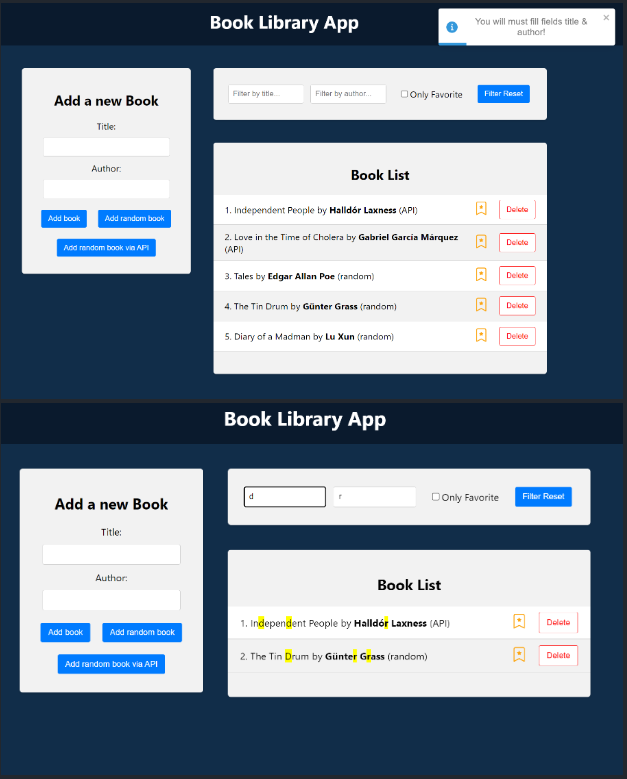 Book Library App
You will must fill fields title &
author!
×
Add a new Book
Title:
Author:
Add book Add random book
Add random book via API
Filter by title... Filter by author... Only Favorite Filter Reset
Book List
1. Independent People by Halldór Laxness (API) Delete
2. Love in the Time of Cholera by Gabriel García Márquez
(API) Delete
3. Tales by Edgar Allan Poe (random) Delete
4. The Tin Drum by Günter Grass (random) Delete
5. Diary of a Madman by Lu Xun (random) Delete
Book Library App
Add a new Book
Title:
Author:
Add book Add random book
Add random book via API
d r Only Favorite Filter Reset
Book List
1. Independent People by Halldór Laxness (API) Delete
2. The Tin Drum by Günter Grass (random) Delete